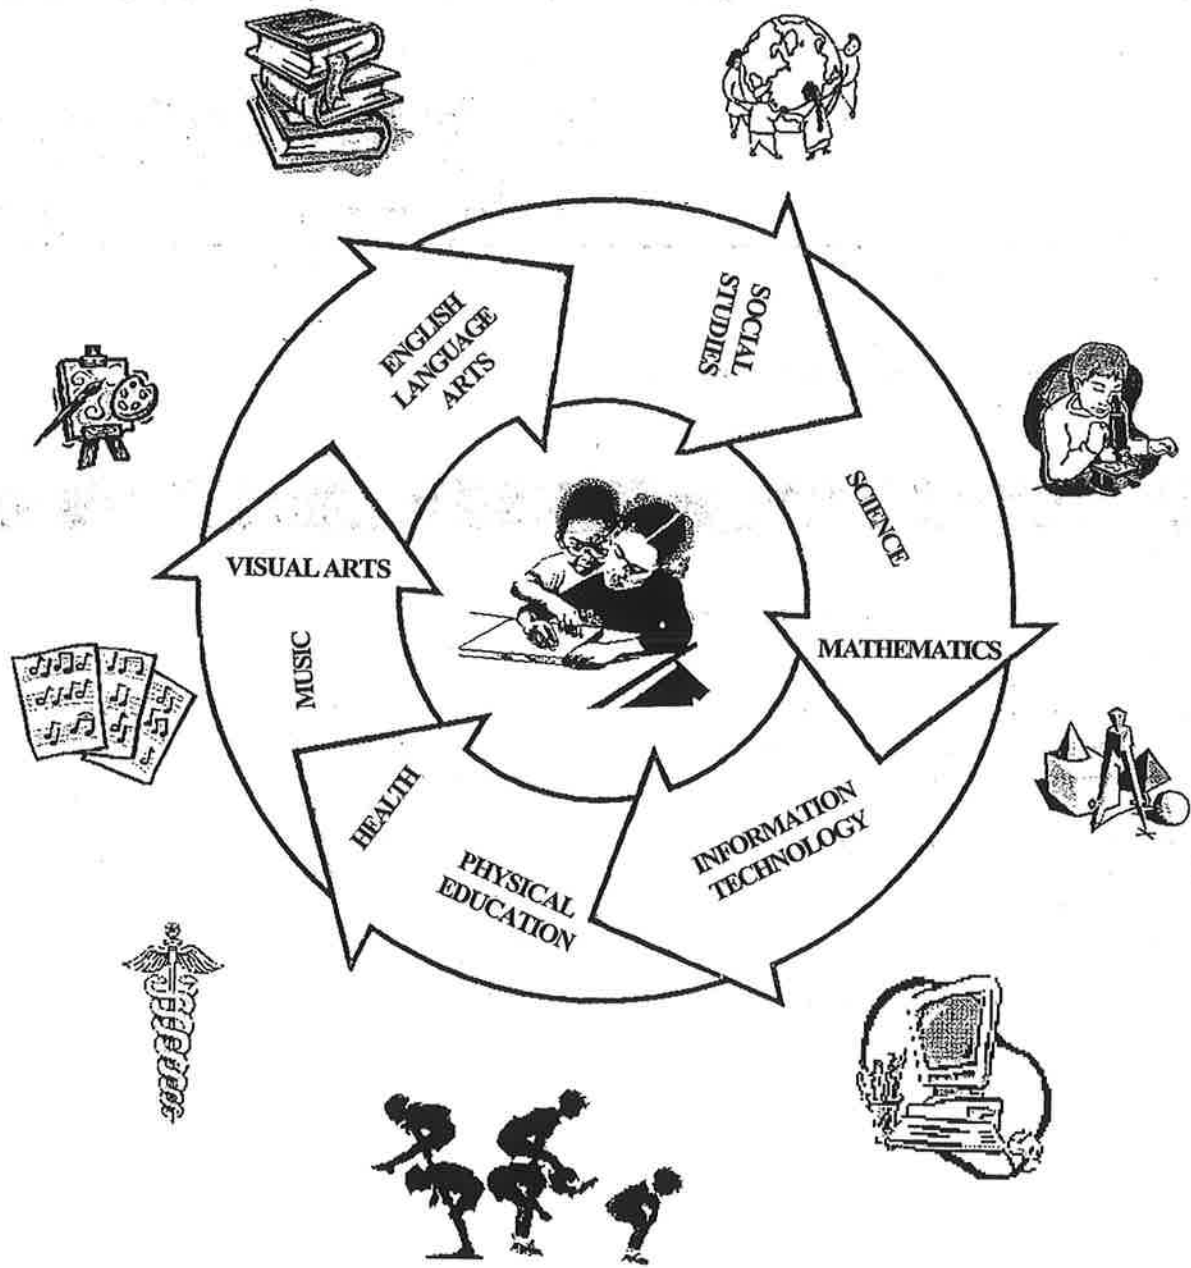 ENGLISH
LANGUAGE
ARTS
SOCIAL
STUDIES
SCIENCE
MATHEMATICS
INFORMATION
TECHNOLOGY
PHYSICAL
EDUCATION
HEALTH
MUSIC
VISUAL ARTS